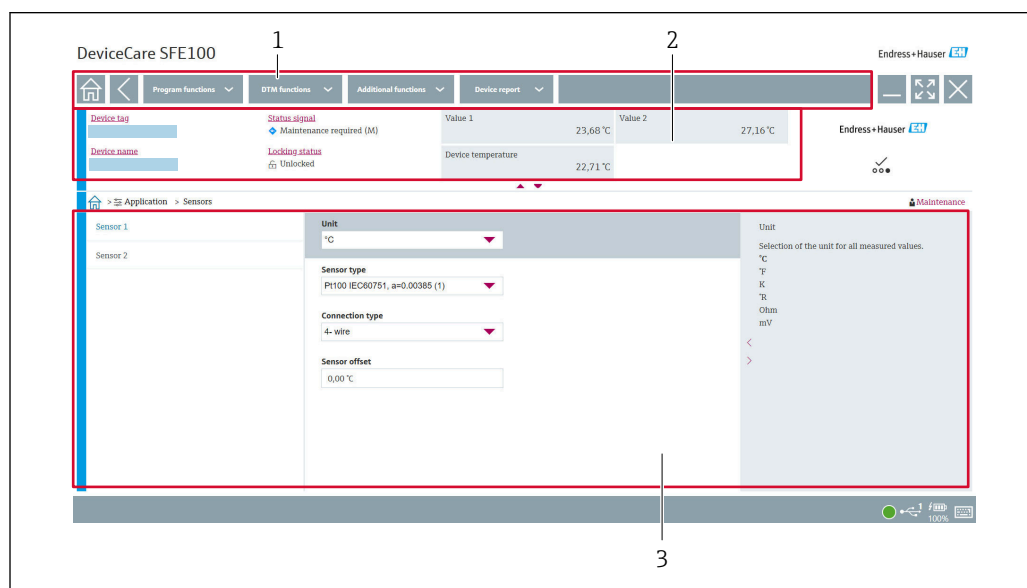 1
2
DeviceCare SFE100
Endress+Hauser EH
Program functions
DTM functions
Additional functions
Device report
Device tag
Status signal
Maintenance required (M)
Value 1
23,68 °C
Value 2
27,16 °C
Endress+Hauser EH
Device name
Locking status
Unlocked
Device temperature
22,71 °C
> Application > Sensors
Maintenance
Sensor 1
Sensor 2
Unit
°C
Sensor type
Pt100 IEC60751, a=0.00385 (1)
Connection type
4- wire
Sensor offset
0,00 °C
Unit
Selection of the unit for all measured values.
°C
°F
K
°R
Ohm
mV
<
>
1
100%
3